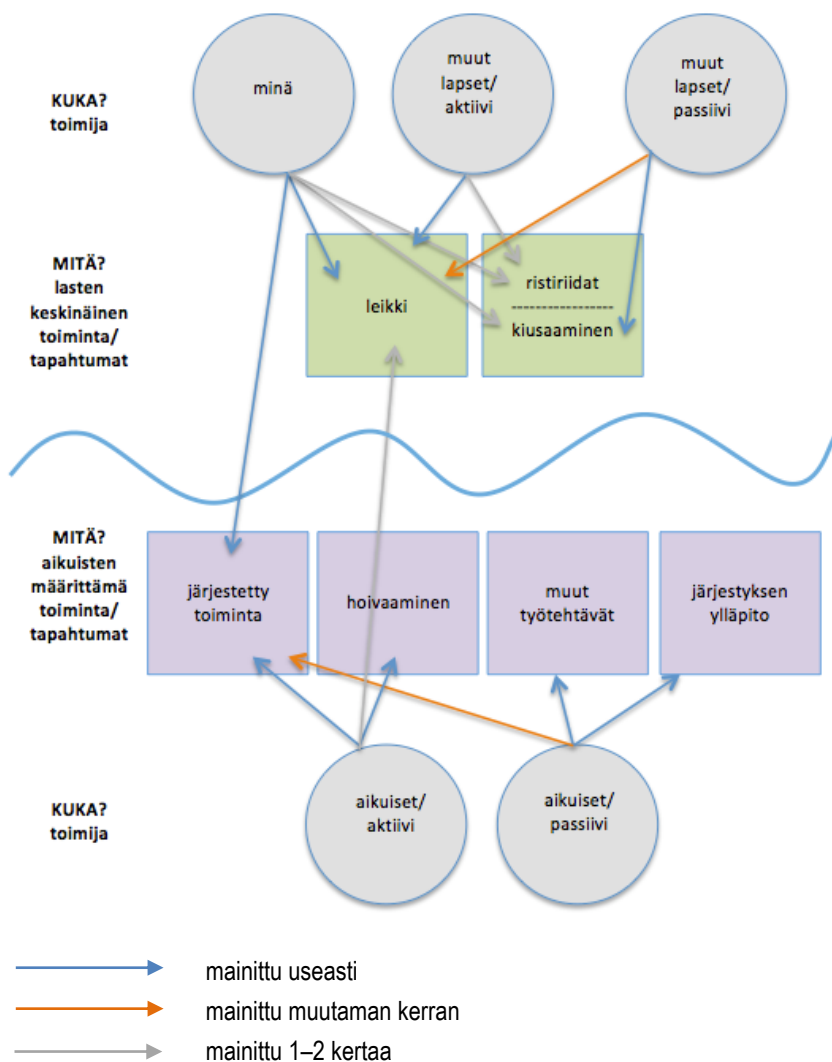 KUKA?
toimija
minä
muut
lapset/
aktiivi
muut
lapset/
passiivi
MITÄ?
lasten
keskinäinen
toiminta/
tapahtumat
leikki
ristiriidat
-----------------
kiusaaminen
MITÄ?
aikuisten
määrittämä
toiminta/
tapahtumat
järjestetty
toiminta
hoivaaminen
muut
työtehtävät
järjestyksen
ylläpito
KUKA?
toimija
aikuiset/
aktiivi
aikuiset/
passiivi
mainittu useasti
mainittu muutaman kerran
mainittu 1–2 kertaa